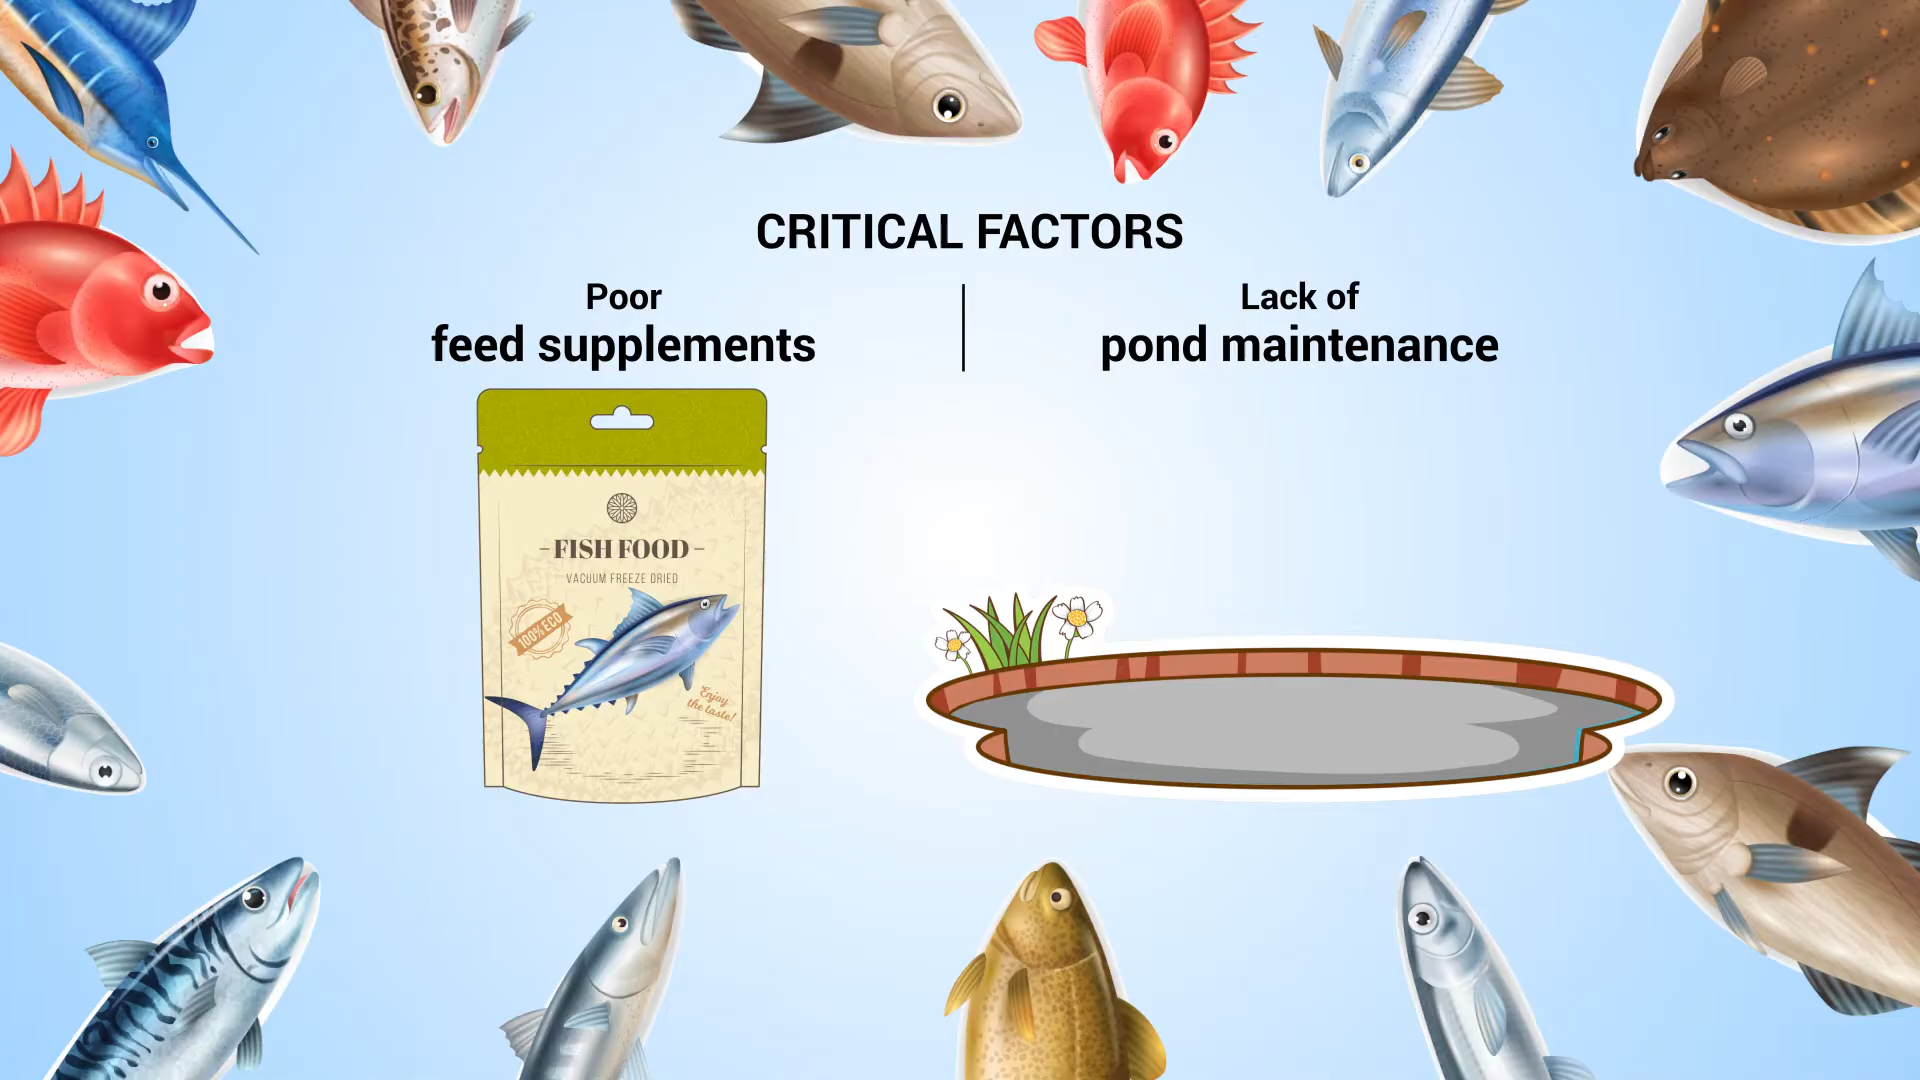 CRITICAL FACTORS
Poor
feed supplements
Lack of
pond maintenance
–FISH FOOD–
VACUUM FREEZE DRIED
100% ECO
Enjoy
the taste!